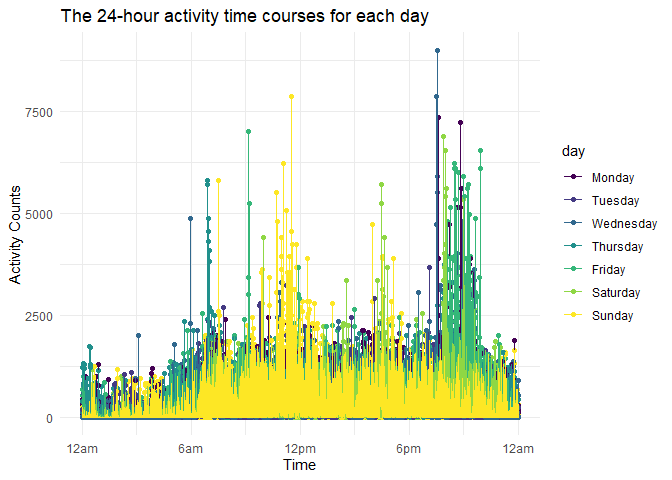 The 24-hour activity time courses for each day
Activity Counts
7500
5000
2500
0
12am
6am
12pm
6pm
12am
Time
day
Monday
Tuesday
Wednesday
Thursday
Friday
Saturday
Sunday